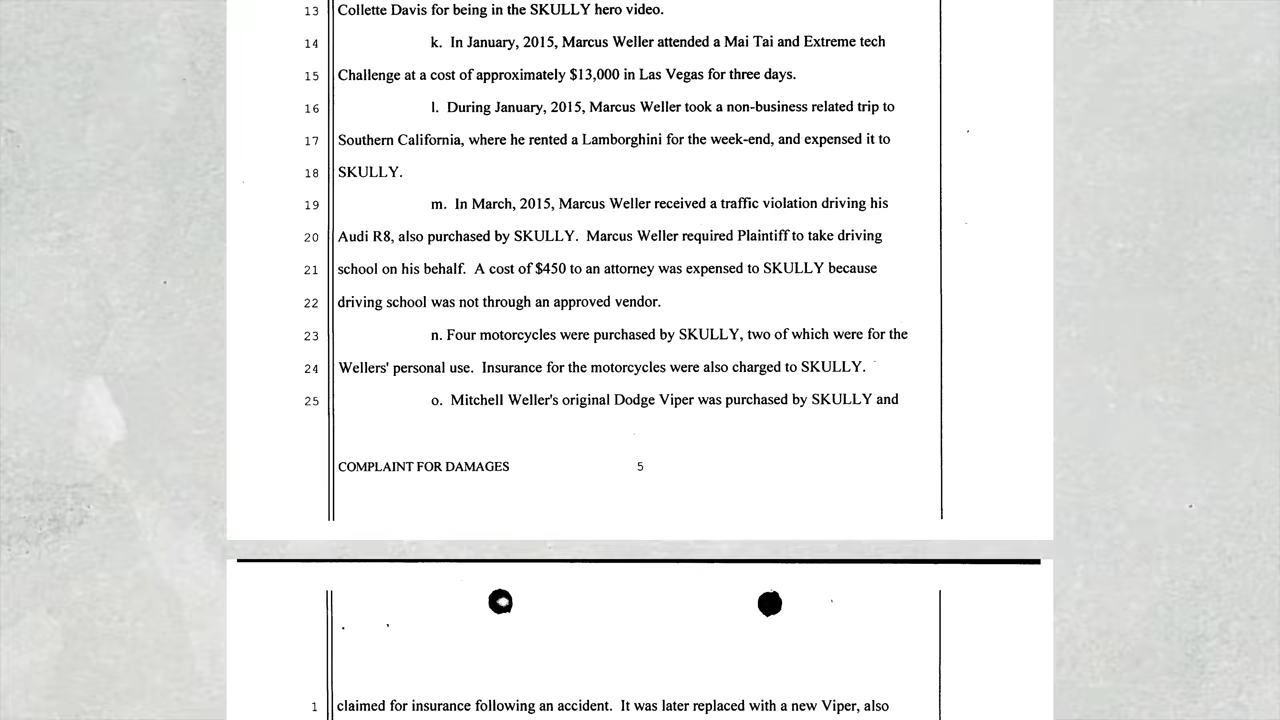 13 Collette Davis for being in the SKULLY hero video.
14 k. In January, 2015, Marcus Weller attended a Mai Tai and Extreme tech
15 Challenge at a cost of approximately $13,000 in Las Vegas for three days.
16 l. During January, 2015, Marcus Weller took a non-business related trip to
17 Southern California, where he rented a Lamborghini for the week-end, and expensed it to
18 SKULLY.
19 m. In March, 2015, Marcus Weller received a traffic violation driving his
20 Audi R8, also purchased by SKULLY. Marcus Weller required Plaintiff to take driving
21 school on his behalf. A cost of $450 to an attorney was expensed to SKULLY because
22 driving school was not through an approved vendor.
23 n. Four motorcycles were purchased by SKULLY, two of which were for the
24 Wellers' personal use. Insurance for the motorcycles were also charged to SKULLY.
25 o. Mitchell Weller's original Dodge Viper was purchased by SKULLY and
COMPLAINT FOR DAMAGES 5
1 claimed for insurance following an accident. It was later replaced with a new Viper, also